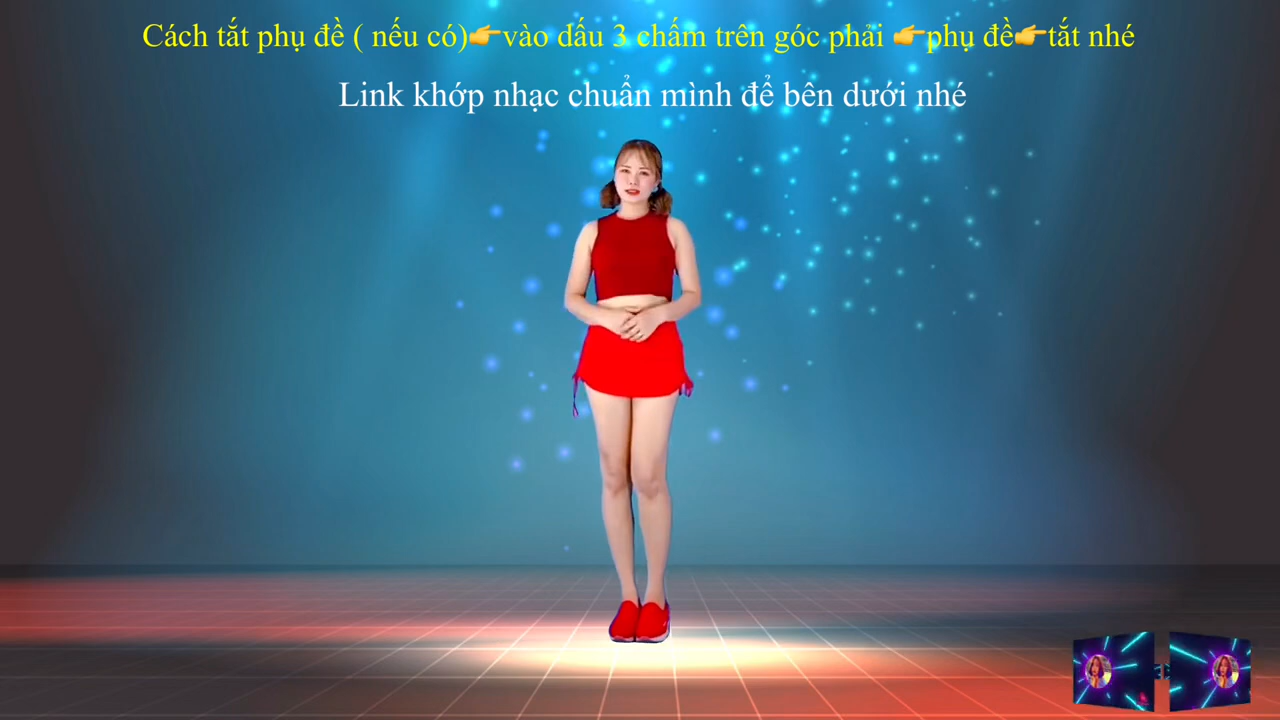 Cách tắt phụ đề ( nếu có)👉vào dấu 3 chấm trên góc phải 👉phụ đề👉tắt nhé
Link khớp nhạc chuẩn mình để bên dưới nhé